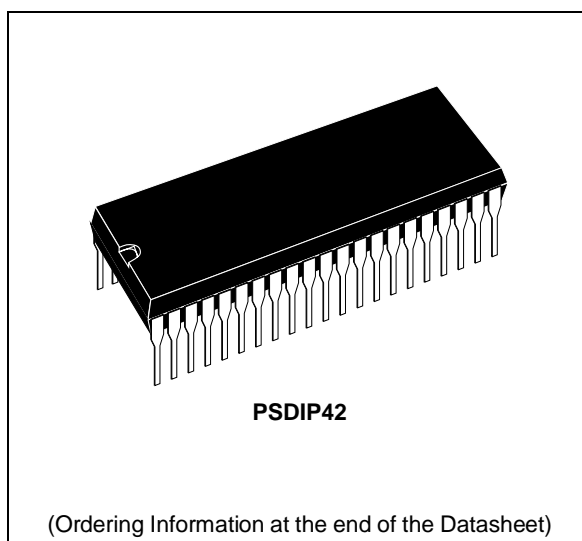 PSDIP42
(Ordering Information at the end of the Datasheet)